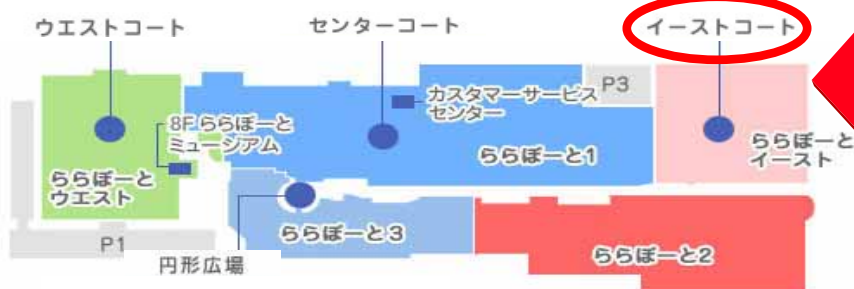 ウエストコート
センターコート
イーストコート
P3
カスタマーサービス
センター
8F ららぽーと
ミュージアム
ららぽーと1
ららぽーと
イースト
ららぽーと
ウエスト
ららぽーと3
ららぽーと2
P1
円形広場